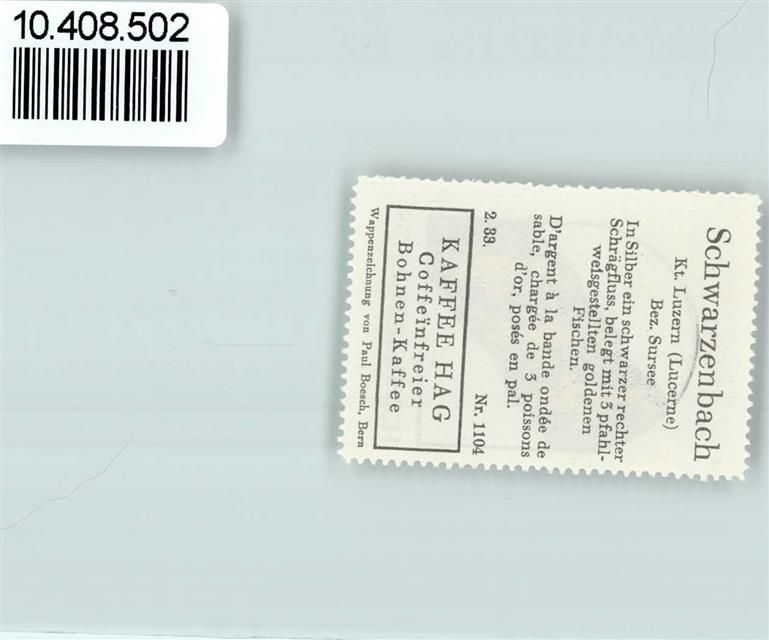 10.408.502
Schwarzenbach
Kt. Luzern (Lucerne)
Bez. Sursee
In Silber ein schwarzer rechter
Schrägfluss, belegt mit 3 pfahl-
weisgestellten goldenen
Fischen.
D'argent à la bande ondée de
sable, chargée de 3 poissons
d'or, posés en pal.
2. 33. Nr. 1104
KAFFEE HAG
Coffeïnfreier
Bohnen-Kaffee
Wappenzeichnung von Paul Boesch, Bern